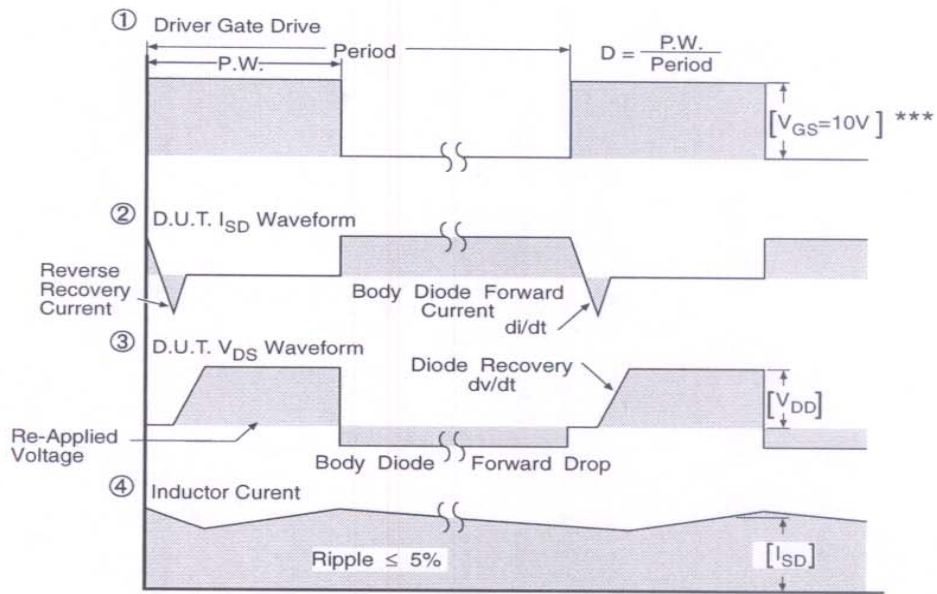 ① Driver Gate Drive
Period
P.W.
D = P.W. / Period
[VGS=10V] ***
② D.U.T. ISD Waveform
Reverse
Recovery
Current
Body Diode Forward
Current
di/dt
③ D.U.T. VDS Waveform
Diode Recovery
dv/dt
[VDD]
Re-Applied
Voltage
Body Diode Forward Drop
④ Inductor Curent
Ripple ≤ 5%
[ISD]